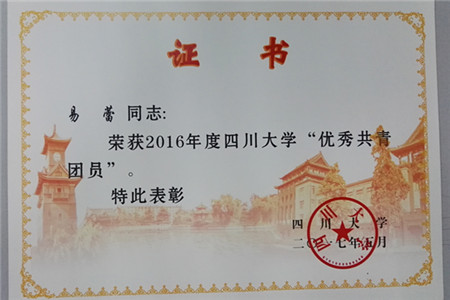 证书
易蕾同志:
荣获2016年度四川大学“优秀共青
团员”。
特此表彰
四川大学
二〇一七年五月